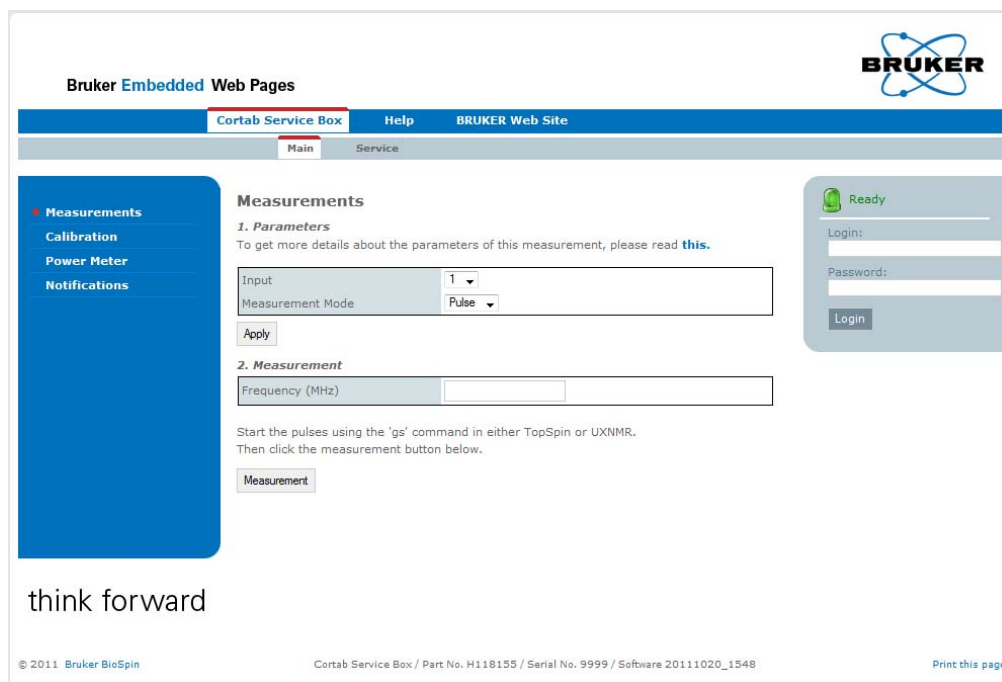 BRUKER
Bruker Embedded Web Pages
Cortab Service Box Help BRUKER Web Site
Main Service
Measurements
Calibration
Power Meter
Notifications
Measurements
1. Parameters
To get more details about the parameters of this measurement, please read this.
Input 1
Measurement Mode Pulse
Apply
2. Measurement
Frequency (MHz)
Start the pulses using the 'gs' command in either TopSpin or UXNMR.
Then click the measurement button below.
Measurement
Ready
Login:
Password:
Login
think forward
© 2011 Bruker BioSpin Cortab Service Box / Part No. H118155 / Serial No. 9999 / Software 20111020_1548 Print this page